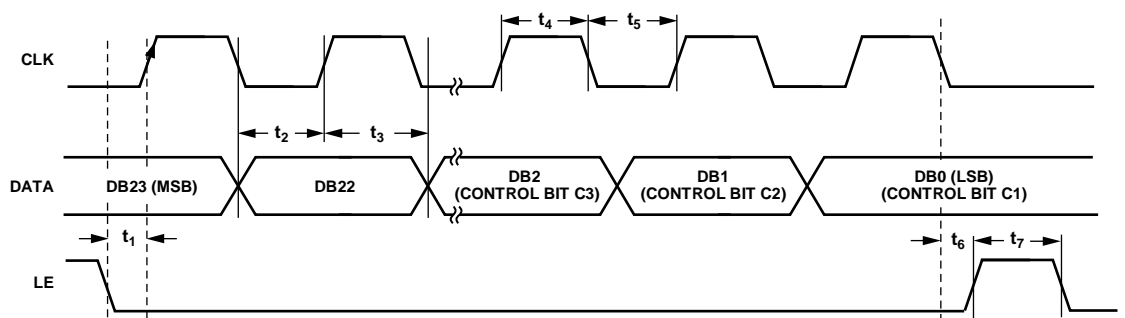 t4
t5
CLK
t2
t3
DATA
DB23 (MSB)
DB22
DB2
(CONTROL BIT C3)
DB1
(CONTROL BIT C2)
DB0 (LSB)
(CONTROL BIT C1)
t1
t6
t7
LE